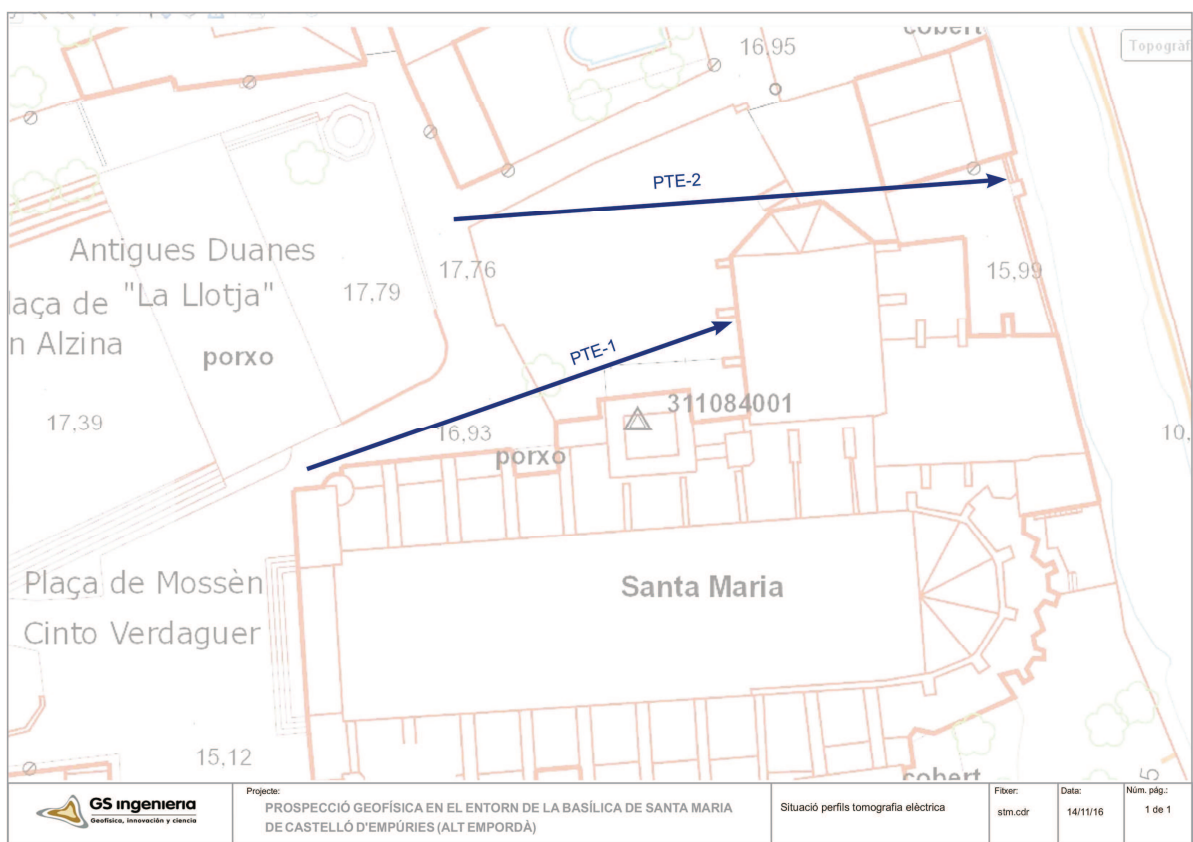 cobert
16,95
Topogràf
PTE-2
Antigues Duanes
"La Llotja"
17,76
17,79
15,99
laça de
n Alzina
porxo
PTE-1
17,39
311084001
16,93
porxo
10,
Plaça de Mossèn
Cinto Verdaguer
Santa Maria
15,12
cobert
5
GS ingenieria
Geofísica, innovación y ciencia
Projecte:
PROSPECCIÓ GEOFÍSICA EN EL ENTORN DE LA BASÍLICA DE SANTA MARIA
DE CASTELLÓ D'EMPÚRIES (ALT EMPORDÀ)
Situació perfils tomografia elèctrica
Fitxer:
stm.cdr
Data:
14/11/16
Núm. pág.:
1 de 1